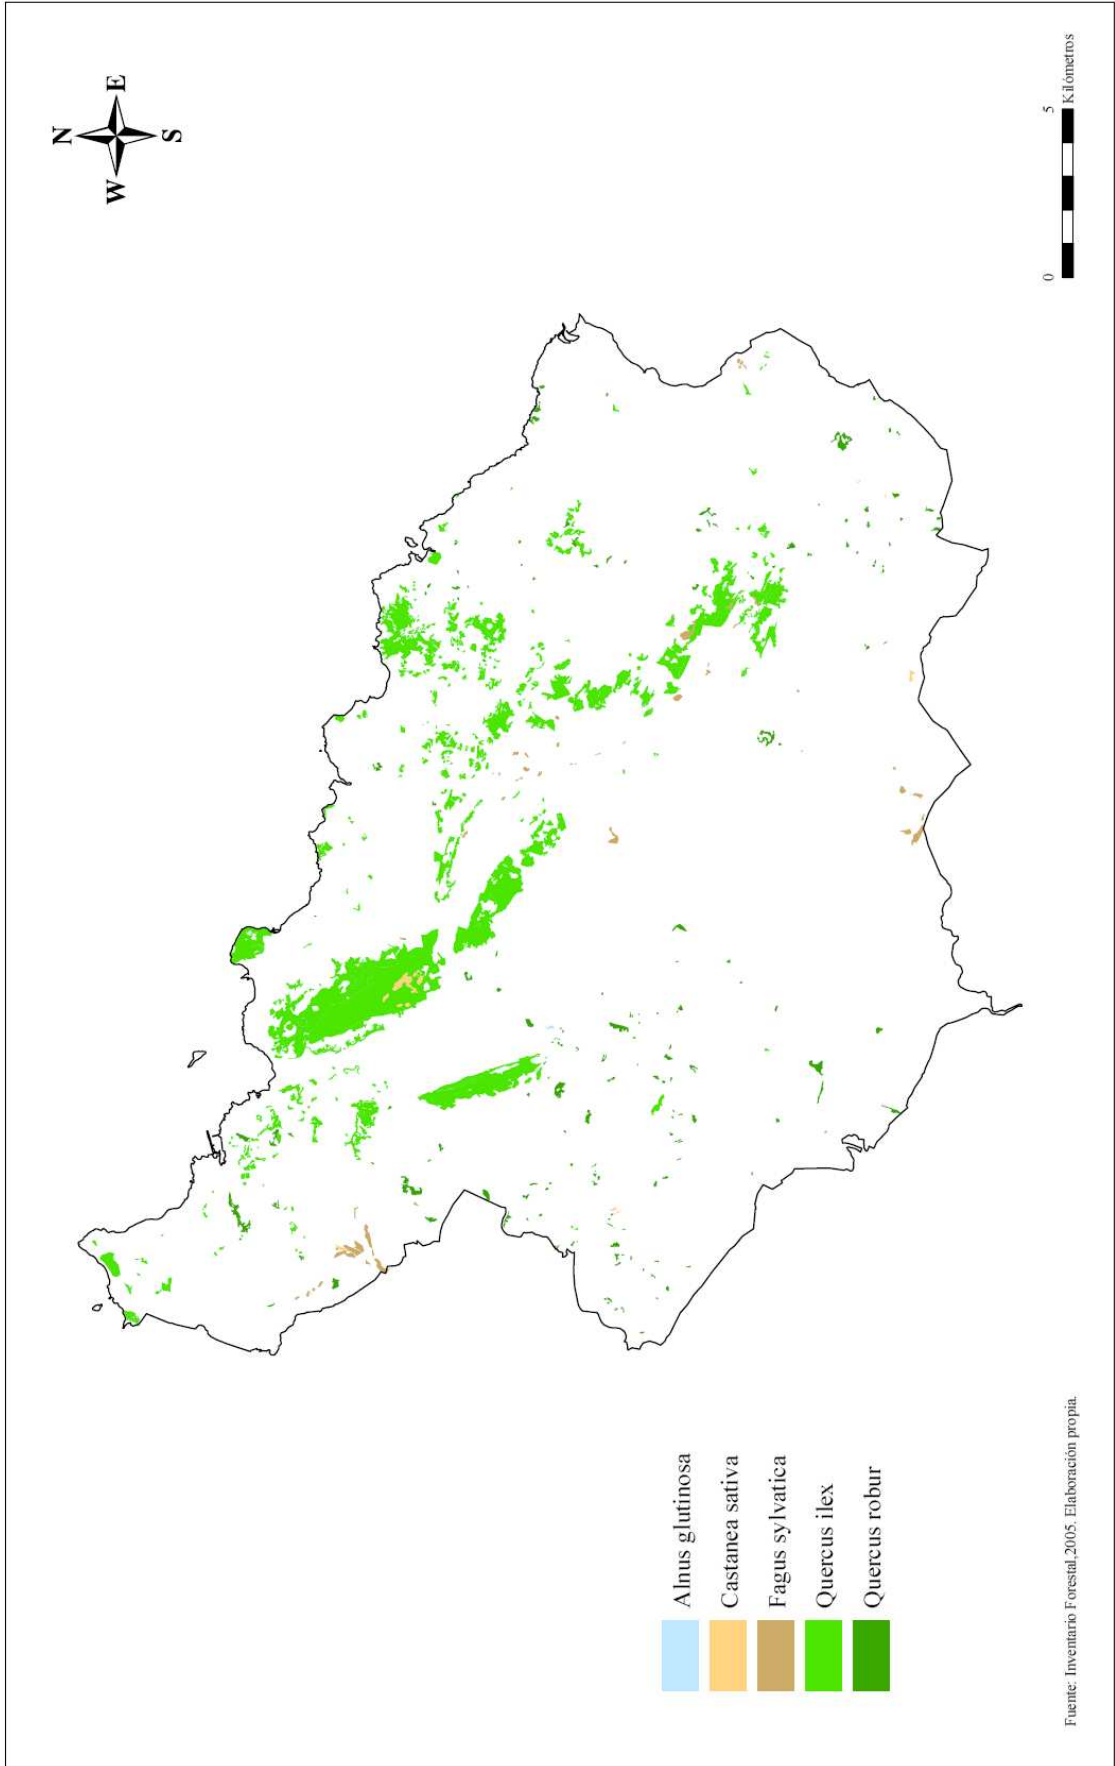 N
W E
S
0 5
Kilómetros
Alnus glutinosa
Castanea sativa
Fagus sylvatica
Quercus ilex
Quercus robur
Fuente: Inventario Forestal,2005. Elaboración propia.